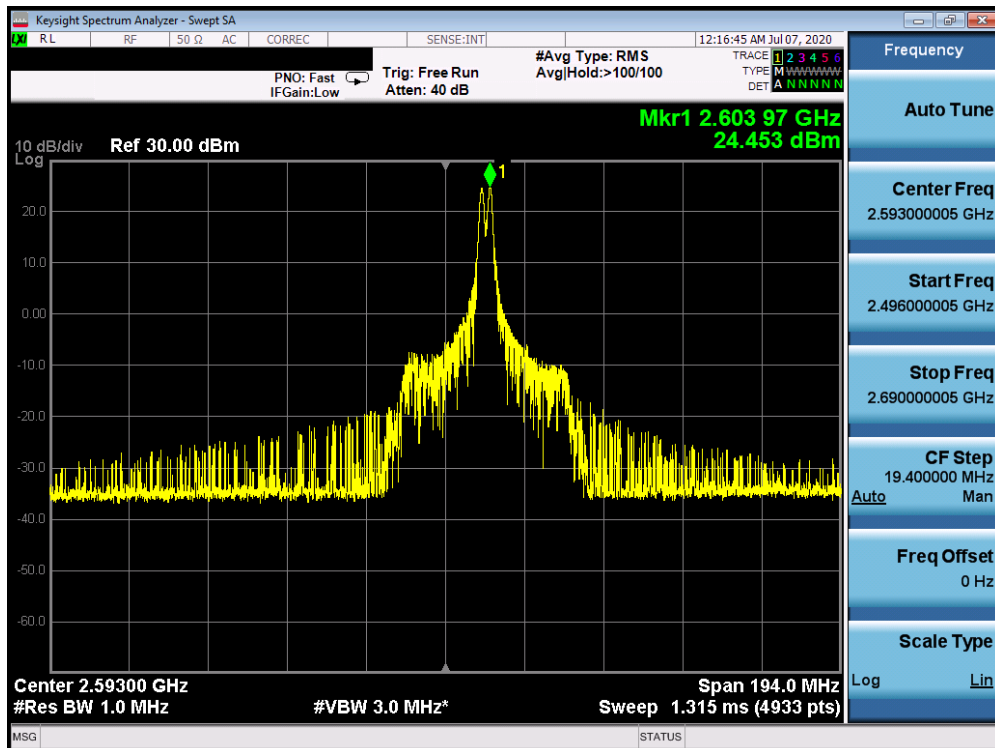 Keysight Spectrum Analyzer - Swept SA
LXI RL RF 50 Ω AC CORREC SENSE:INT 12:16:45 AM Jul 07, 2020
PNO: Fast
IFGain:Low
Trig: Free Run
Atten: 40 dB
#Avg Type: RMS
Avg|Hold:>100/100
TRACE 1 2 3 4 5 6
TYPE M WWWWW
DET A N N N N N
Mkr1 2.603 97 GHz
24.453 dBm
10 dB/div Ref 30.00 dBm
Log
1
20.0
10.0
0.00
-10.0
-20.0
-30.0
-40.0
-50.0
-60.0
Center 2.59300 GHz Span 194.0 MHz
#Res BW 1.0 MHz #VBW 3.0 MHz* Sweep 1.315 ms (4933 pts)
MSG STATUS
Frequency
Auto Tune
Center Freq
2.593000005 GHz
Start Freq
2.496000005 GHz
Stop Freq
2.690000005 GHz
CF Step
19.400000 MHz
Auto Man
Freq Offset
0 Hz
Scale Type
Log Lin